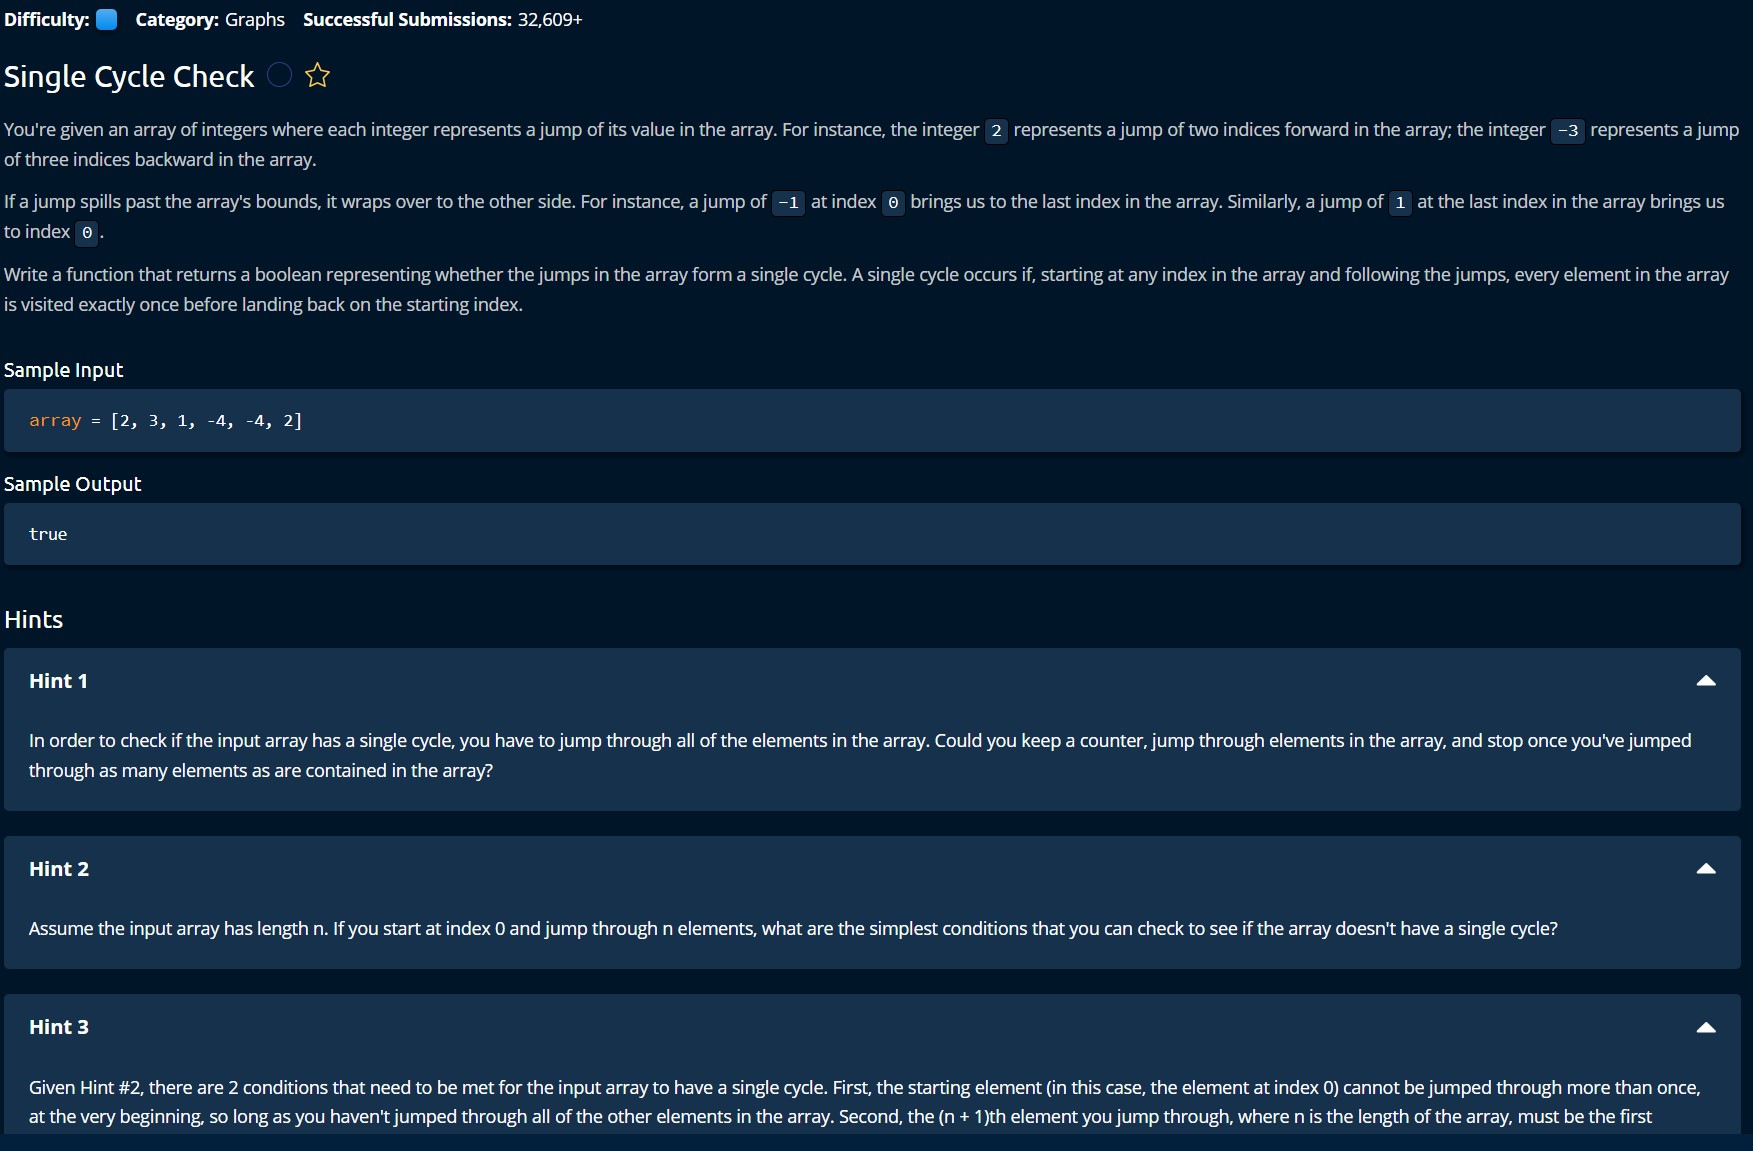 Difficulty: Category: Graphs Successful Submissions: 32,609+
Single Cycle Check
You're given an array of integers where each integer represents a jump of its value in the array. For instance, the integer 2 represents a jump of two indices forward in the array; the integer -3 represents a jump
of three indices backward in the array.
If a jump spills past the array's bounds, it wraps over to the other side. For instance, a jump of -1 at index 0 brings us to the last index in the array. Similarly, a jump of 1 at the last index in the array brings us
to index 0.
Write a function that returns a boolean representing whether the jumps in the array form a single cycle. A single cycle occurs if, starting at any index in the array and following the jumps, every element in the array
is visited exactly once before landing back on the starting index.
Sample Input
array = [2, 3, 1, -4, -4, 2]
Sample Output
true
Hints
Hint 1
In order to check if the input array has a single cycle, you have to jump through all of the elements in the array. Could you keep a counter, jump through elements in the array, and stop once you've jumped
through as many elements as are contained in the array?
Hint 2
Assume the input array has length n. If you start at index 0 and jump through n elements, what are the simplest conditions that you can check to see if the array doesn't have a single cycle?
Hint 3
Given Hint #2, there are 2 conditions that need to be met for the input array to have a single cycle. First, the starting element (in this case, the element at index 0) cannot be jumped through more than once,
at the very beginning, so long as you haven't jumped through all of the other elements in the array. Second, the (n + 1)th element you jump through, where n is the length of the array, must be the first